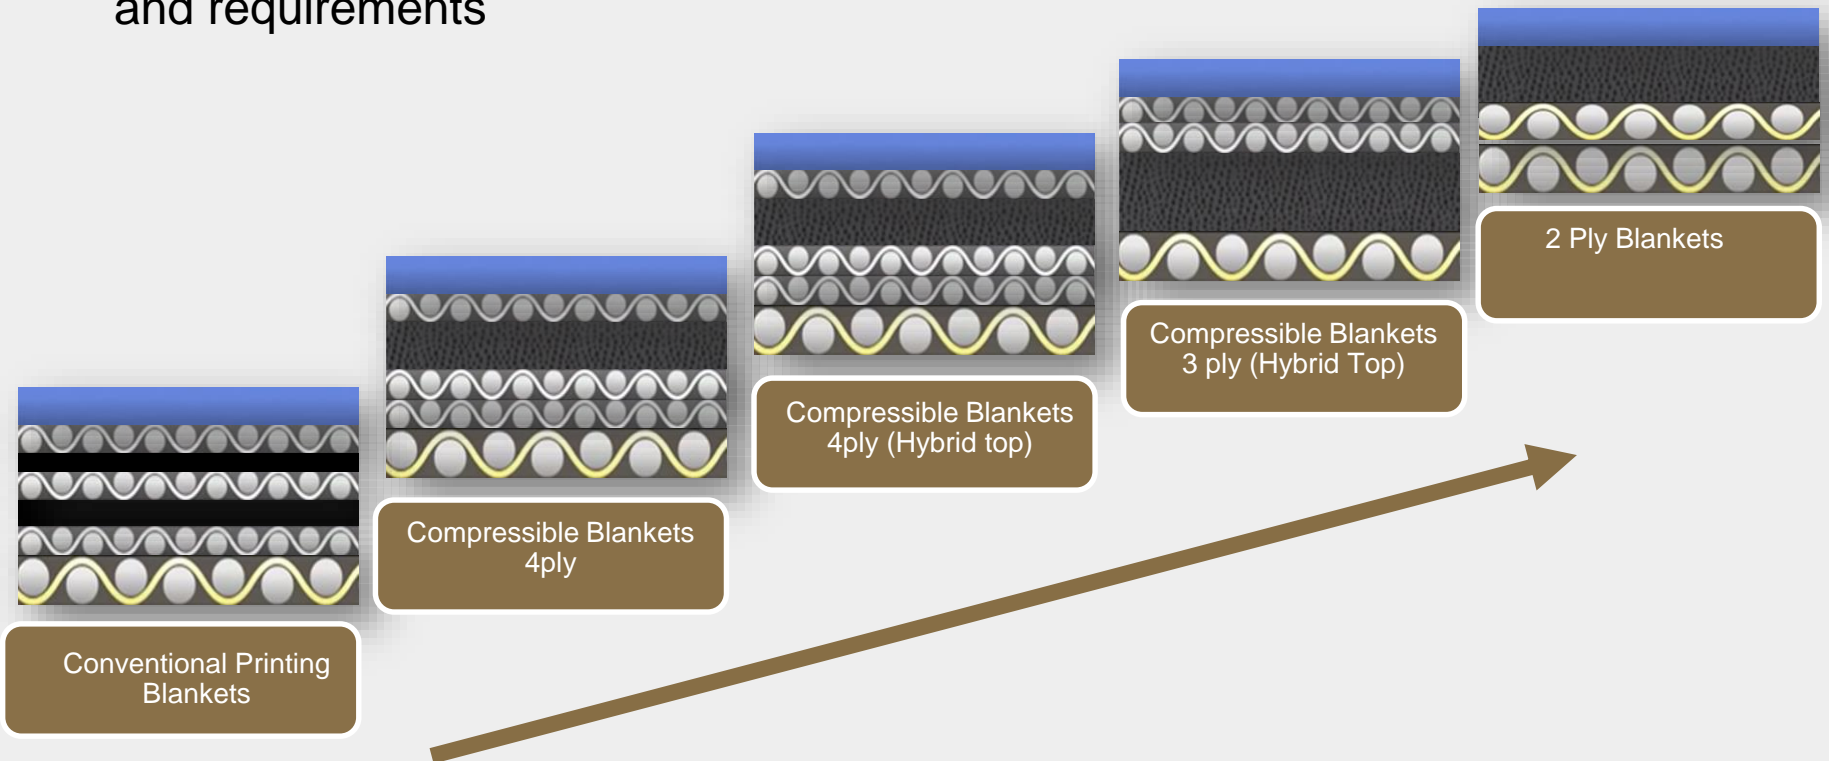 and requirements
Conventional Printing
Blankets
Compressible Blankets
4ply
Compressible Blankets
4ply (Hybrid top)
Compressible Blankets
3 ply (Hybrid Top)
2 Ply Blankets